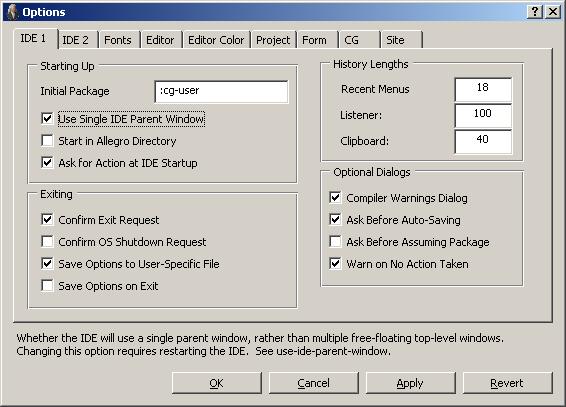 Options
IDE 1
IDE 2
Fonts
Editor
Editor Color
Project
Form
CG
Site
Starting Up
Initial Package
:cg-user
Use Single IDE Parent Window
Start in Allegro Directory
Ask for Action at IDE Startup
Exiting
Confirm Exit Request
Confirm OS Shutdown Request
Save Options to User-Specific File
Save Options on Exit
History Lengths
Recent Menus
18
Listener:
100
Clipboard:
40
Optional Dialogs
Compiler Warnings Dialog
Ask Before Auto-Saving
Ask Before Assuming Package
Warn on No Action Taken
Whether the IDE will use a single parent window, rather than multiple free-floating top-level windows.
Changing this option requires restarting the IDE.  See use-ide-parent-window.
OK
Cancel
Apply
Revert